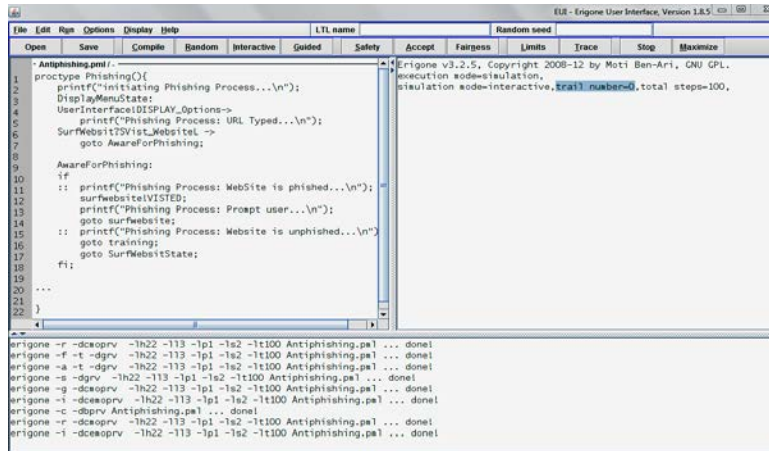 EUI - Erigone User Interface, Version 1.8.5
File Edit Run Options Display Help LTL name Random seed
Open Save Compile Random Interactive Guided Safety Accept Fairness Limits Trace Stop Maximize
- Antiphishing.pml / -
1 proctype Phishing(){
2 printf("initiating Phishing Process...\n");
3 DisplayMenuState:
4 UserInterface!DISPLAY_Options->
5 printf("Phishing Process: URL Typed...\n");
6 SurfWebsit?SVist_WebsiteL ->
7 goto AwareForPhishing;
8
9 AwareForPhishing:
10 if
11 :: printf("Phishing Process: WebSite is phished...\n");
12 surfwebsite!VISTED;
13 printf("Phishing Process: Prompt user...\n");
14 goto surfwebsite;
15 :: printf("Phishing Process: Website is unphished...\n")
16 goto training;
17 goto SurfWebsitState;
18 fi;
19
20 ...
21
22 }
Erigone v3.2.5, Copyright 2008-12 by Moti Ben-Ari, GNU GPL.
execution mode=simulation,
simulation mode=interactive,trail number=0,total steps=100,
erigone -r -dcmoprv -lh22 -ll3 -lp1 -ls2 -lt100 Antiphishing.pml ... done!
erigone -f -t -dgrv -lh22 -ll3 -lp1 -ls2 -lt100 Antiphishing.pml ... done!
erigone -a -t -dgrv -lh22 -ll3 -lp1 -ls2 -lt100 Antiphishing.pml ... done!
erigone -s -dgrv -lh22 -ll3 -lp1 -ls2 -lt100 Antiphishing.pml ... done!
erigone -g -dcmoprv -lh22 -ll3 -lp1 -ls2 -lt100 Antiphishing.pml ... done!
erigone -i -dcemoprv -lh22 -ll3 -lp1 -ls2 -lt100 Antiphishing.pml ... done!
erigone -c -dbprv Antiphishing.pml ... done!
erigone -r -dcmoprv -lh22 -ll3 -lp1 -ls2 -lt100 Antiphishing.pml ... done!
erigone -i -dcemoprv -lh22 -ll3 -lp1 -ls2 -lt100 Antiphishing.pml ... done!